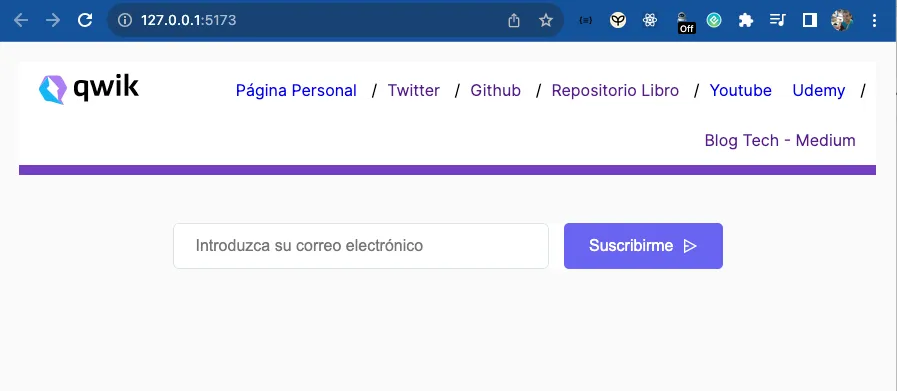 127.0.0.1:5173
Off
qwik
Página Personal / Twitter / Github / Repositorio Libro / Youtube Udemy /
Blog Tech - Medium
Introduzca su correo electrónico
Suscribirme